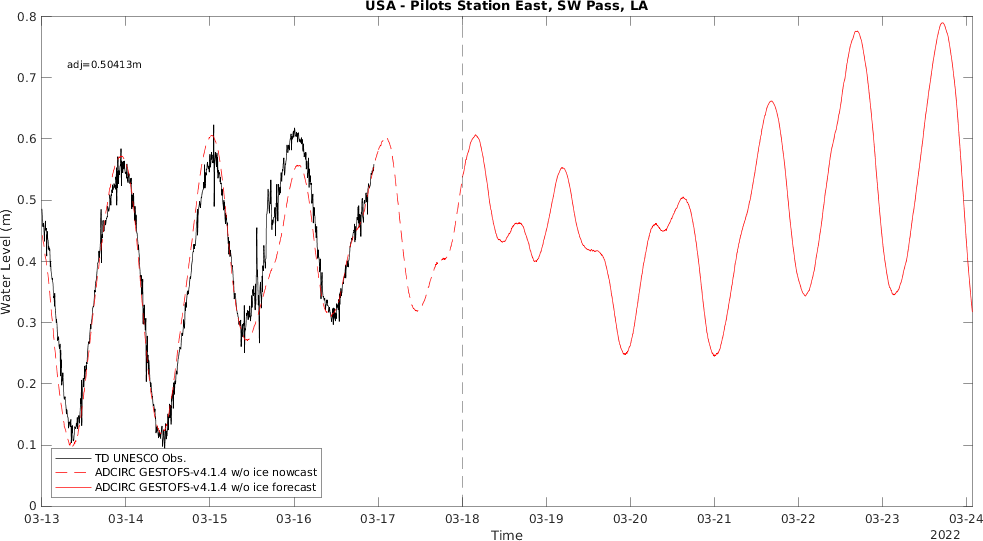 USA - Pilots Station East, SW Pass, LA
adj=0.50413m
Water Level (m)
0.8
0.7
0.6
0.5
0.4
0.3
0.2
0.1
0
TD UNESCO Obs.
ADCIRC GESTOFS-v4.1.4 w/o ice nowcast
ADCIRC GESTOFS-v4.1.4 w/o ice forecast
03-13 03-14 03-15 03-16 03-17 03-18 03-19 03-20 03-21 03-22 03-23 03-24
Time
2022